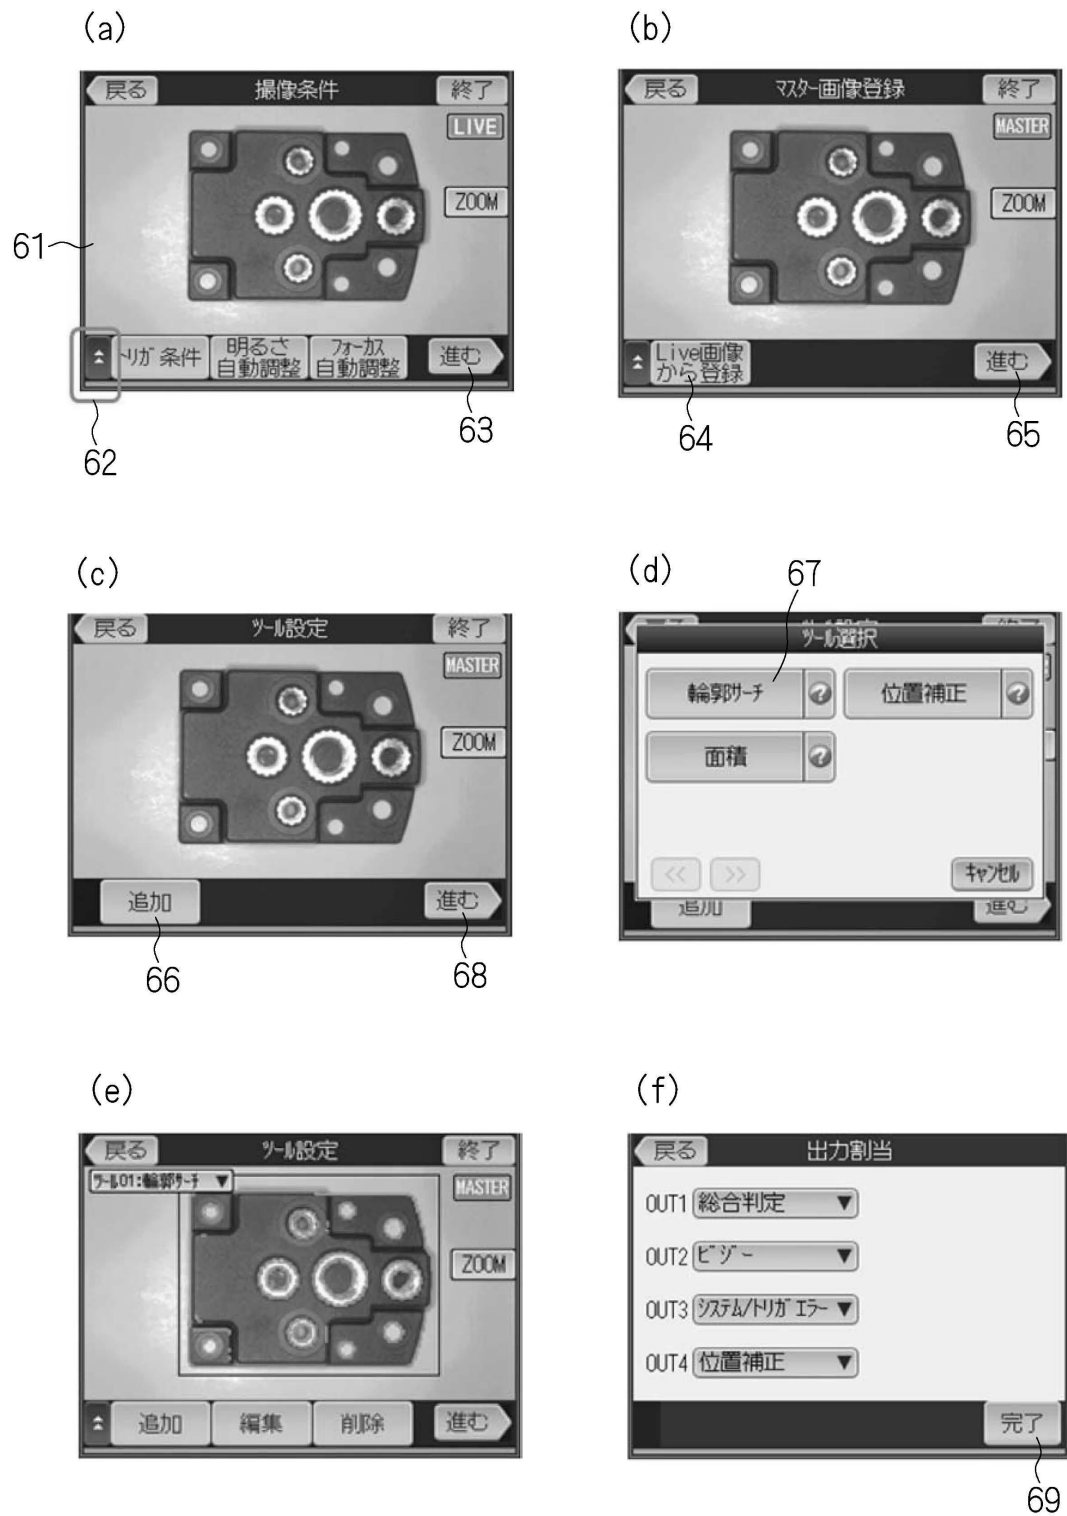 (a)
戻る 撮像条件 終了
LIVE
ZOOM
61
トリガ条件 明るさ自動調整 フォーカス自動調整 進む
62
63
(b)
戻る マスター画像登録 終了
MASTER
ZOOM
Live画像
から登録
進む
64
65
(c)
戻る ツール設定 終了
MASTER
ZOOM
追加 進む
66
68
(d)
67
ツール選択
輪郭サーチ ? 位置補正 ?
面積 ?
<< >> キャンセル
追加 進む
(e)
戻る ツール設定 終了
ツール01:輪郭サーチ ▼
MASTER
ZOOM
追加 編集 削除 進む
(f)
戻る 出力割当
OUT1 総合判定 ▼
OUT2 ビジー ▼
OUT3 システム/トリガエラー ▼
OUT4 位置補正 ▼
完了
69